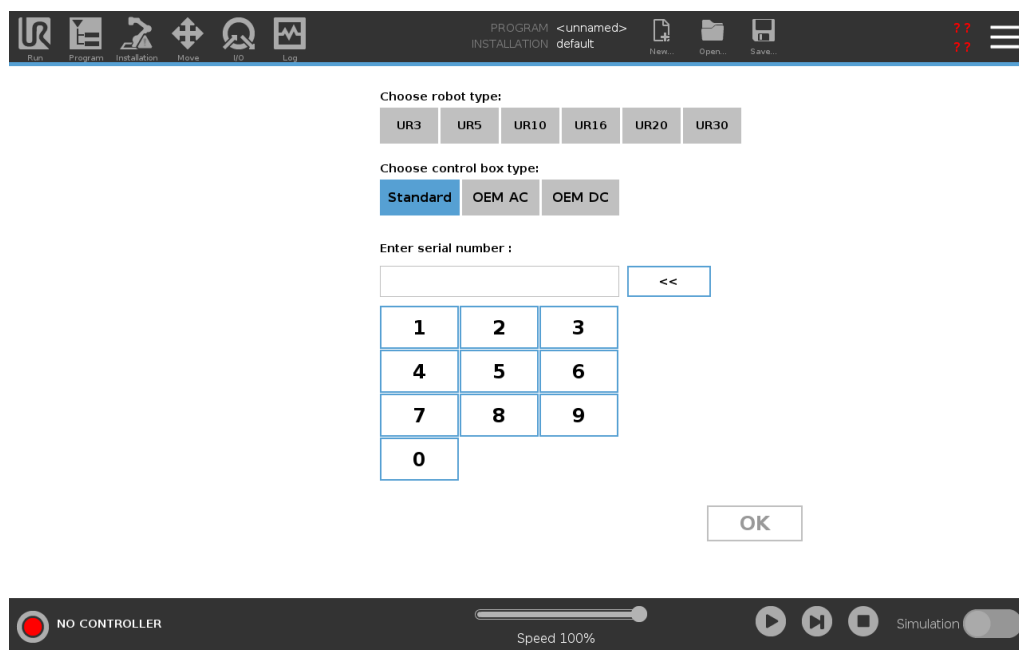 PROGRAM <unnamed>
INSTALLATION default
? ?
? ?
Run Program Installation Move I/O Log New... Open... Save...
Choose robot type:
UR3 UR5 UR10 UR16 UR20 UR30
Choose control box type:
Standard OEM AC OEM DC
Enter serial number :
<<
1 2 3
4 5 6
7 8 9
0
OK
NO CONTROLLER
Speed 100%
Simulation